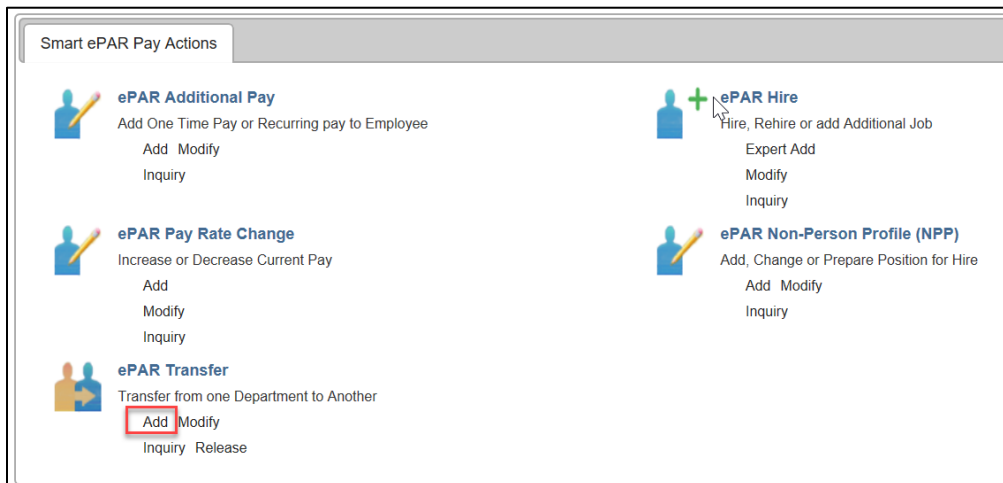 Smart ePAR Pay Actions
ePAR Additional Pay
Add One Time Pay or Recurring pay to Employee
Add Modify
Inquiry
ePAR Hire
Hire, Rehire or add Additional Job
Expert Add
Modify
Inquiry
ePAR Pay Rate Change
Increase or Decrease Current Pay
Add
Modify
Inquiry
ePAR Non-Person Profile (NPP)
Add, Change or Prepare Position for Hire
Add Modify
Inquiry
ePAR Transfer
Transfer from one Department to Another
Add Modify
Inquiry Release